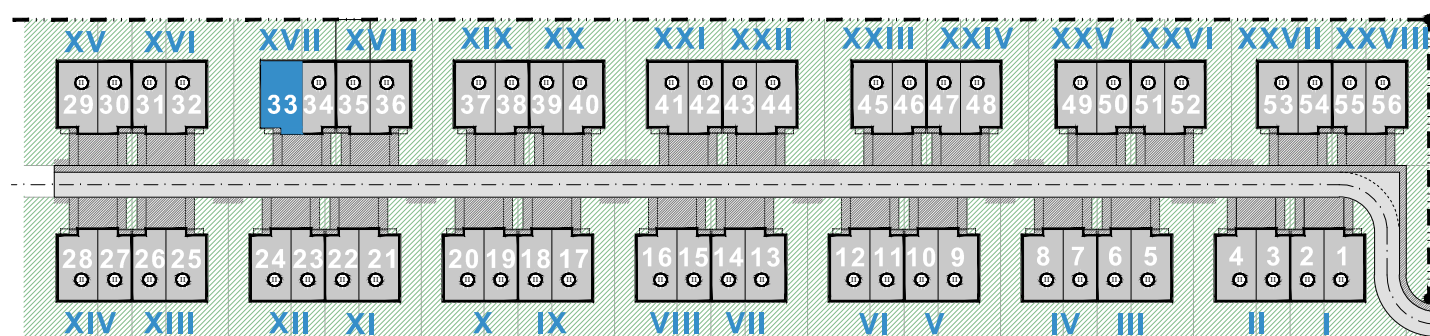 XV XVI XVII XVIII XIX XX XXI XXII XXIII XXIV XXV XXVI XXVII XXVIII
29 30 31 32 33 34 35 36 37 38 39 40 41 42 43 44 45 46 47 48 49 50 51 52 53 54 55 56
28 27 26 25 24 23 22 21 20 19 18 17 16 15 14 13 12 11 10 9 8 7 6 5 4 3 2 1
XIV XIII XII XI X IX VIII VII VI V IV III II I